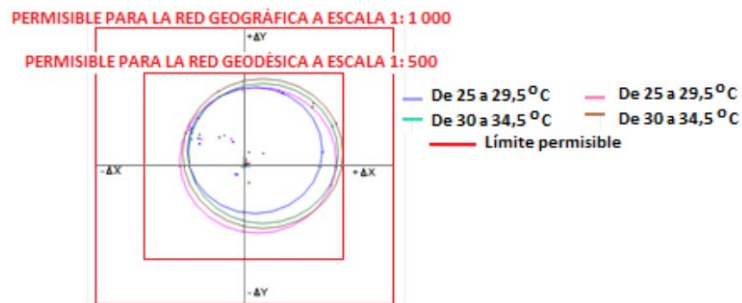 PERMISIBLE PARA LA RED GEOGRÁFICA A ESCALA 1: 1 000
+ΔY
PERMISIBLE PARA LA RED GEODÈSICA A ESCALA 1: 500
De 25 a 29,5 ºC
De 25 a 29,5 ºC
De 30 a 34,5 ºC
De 30 a 34,5 ºC
Límite permisible
-ΔX
+ΔX
-ΔY